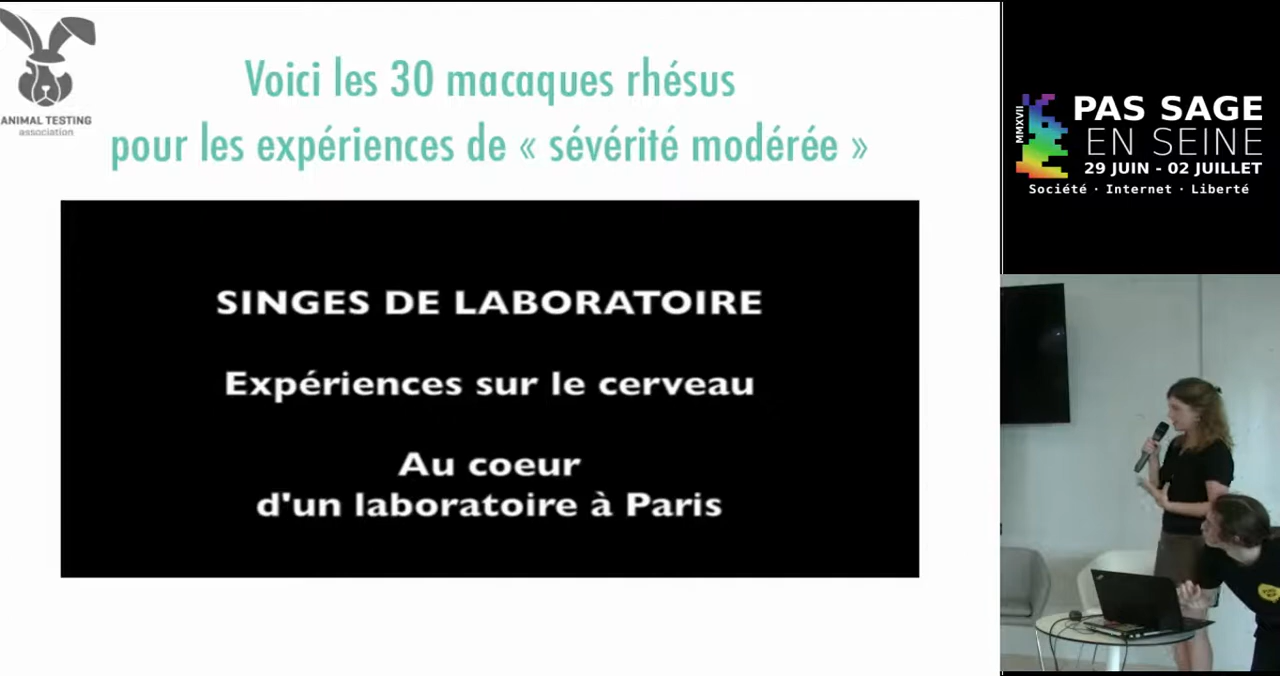 ANIMAL TESTING
association
Voici les 30 macaques rhésus
pour les expériences de « sévérité modérée »
SINGES DE LABORATOIRE
Expériences sur le cerveau
Au coeur
d'un laboratoire à Paris
MMXVII
PAS SAGE
EN SEINE
29 JUIN - 02 JUILLET
Société · Internet · Liberté